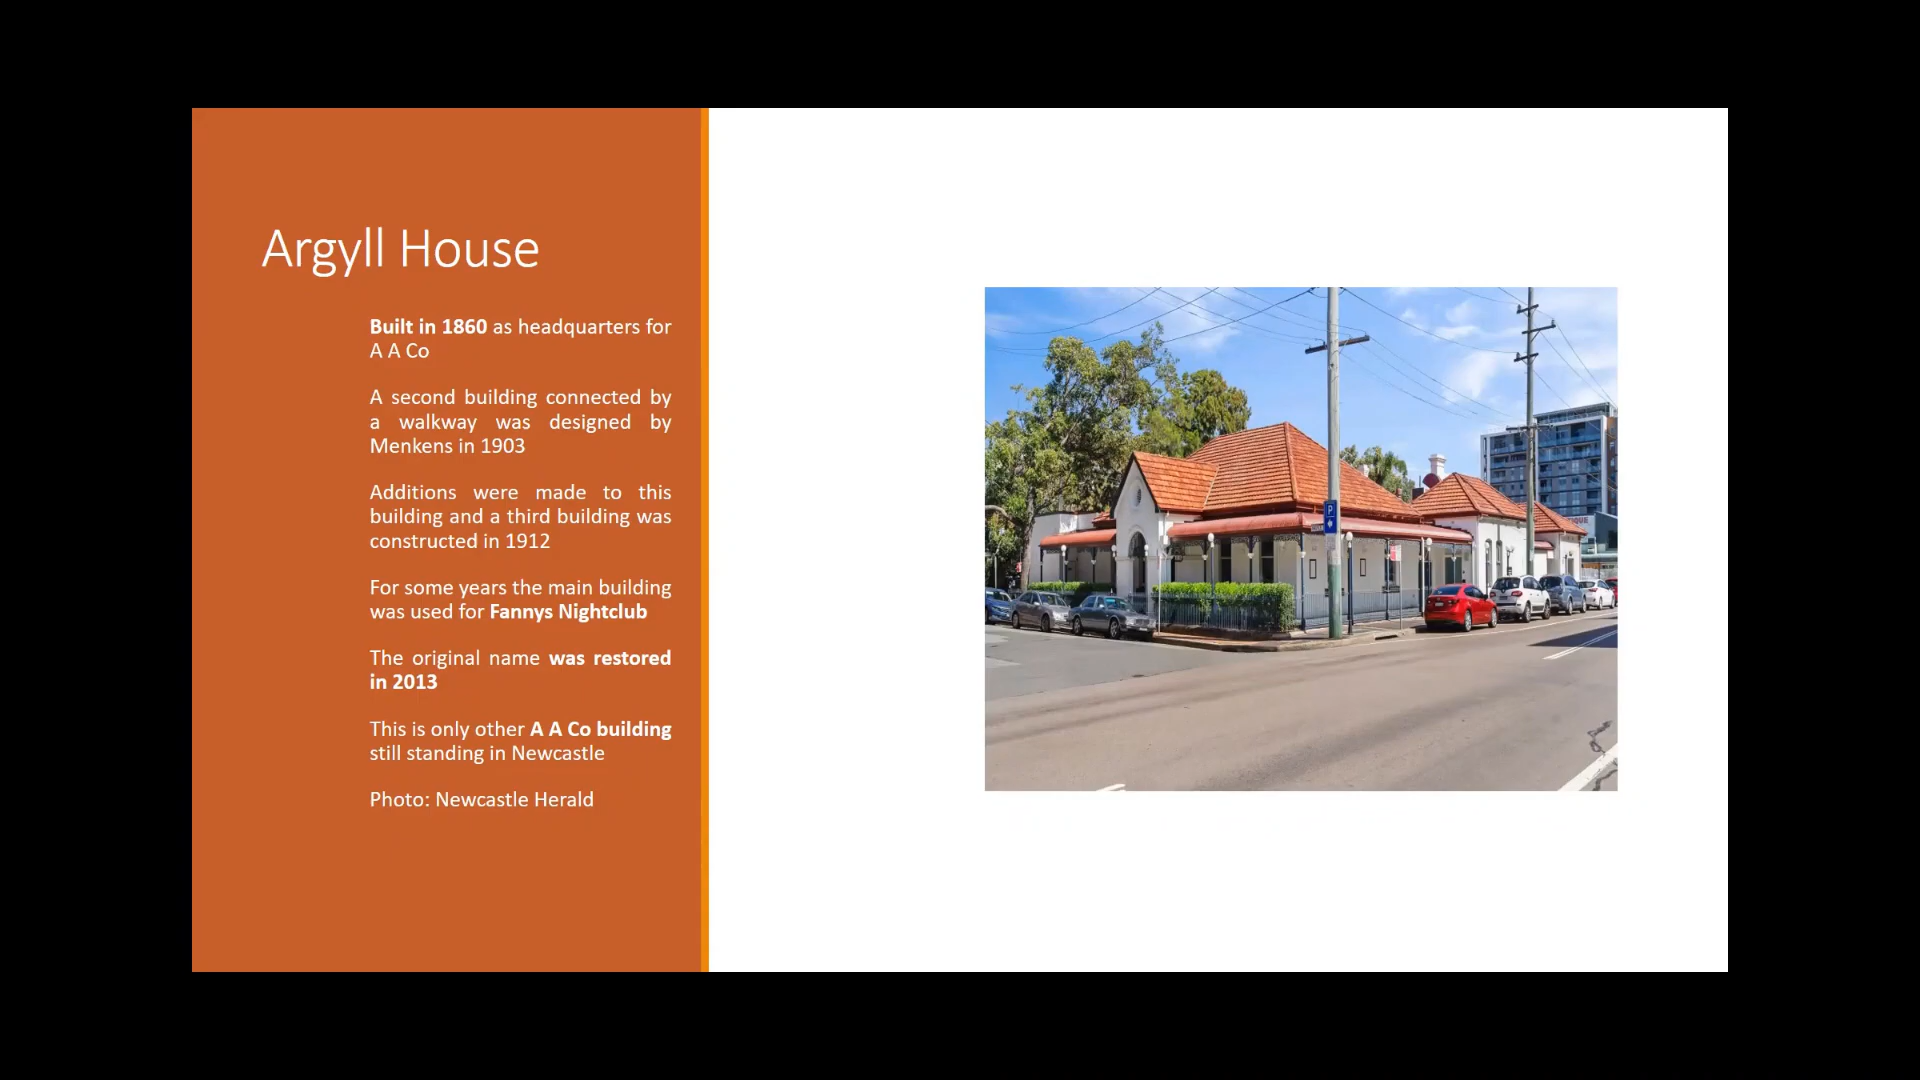 Argyll House
Built in 1860 as headquarters for
A A Co
A second building connected by
a walkway was designed by
Menkens in 1903
Additions were made to this
building and a third building was
constructed in 1912
For some years the main building
was used for Fannys Nightclub
The original name was restored
in 2013
This is only other A A Co building
still standing in Newcastle
Photo: Newcastle Herald
P